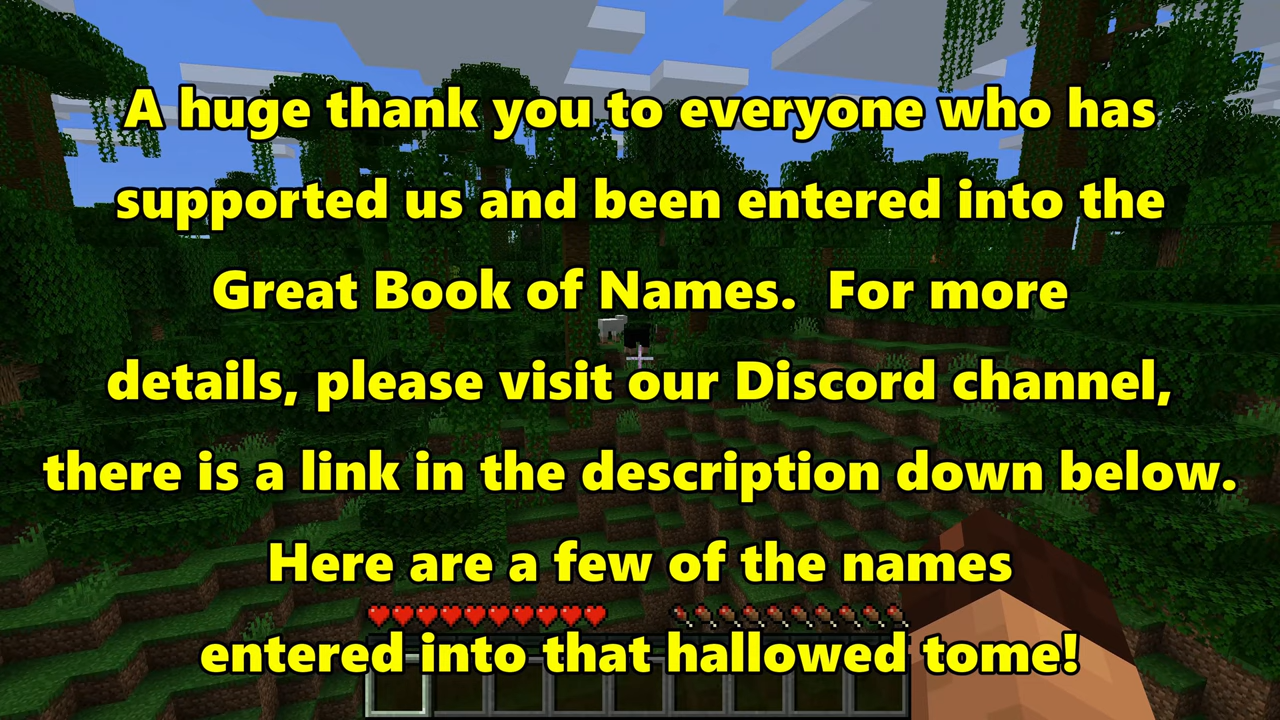 A huge thank you to everyone who has
supported us and been entered into the
Great Book of Names.  For more
details, please visit our Discord channel,
there is a link in the description down below.
Here are a few of the names
entered into that hallowed tome!